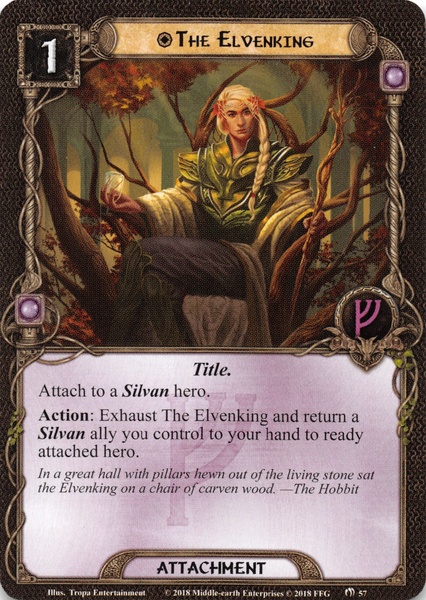 1
The Elvenking
Title.
Attach to a Silvan hero.
Action: Exhaust The Elvenking and return a
Silvan ally you control to your hand to ready
attached hero.
In a great hall with pillars hewn out of the living stone sat
the Elvenking on a chair of carven wood. —The Hobbit
Attachment
Illus. Tropa Entertainment © 2018 Middle-earth Enterprises © 2018 FFG 57